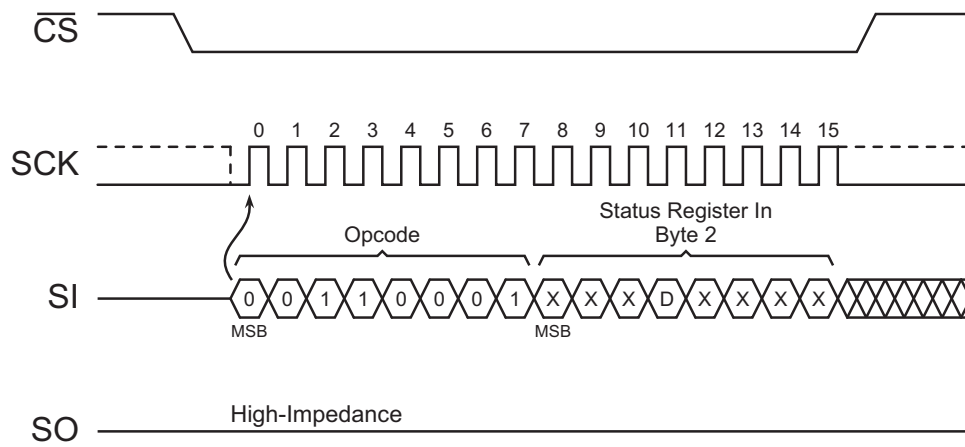 CS
0 1 2 3 4 5 6 7 8 9 10 11 12 13 14 15
SCK
Status Register In
Opcode Byte 2
SI 0 0 1 1 0 0 0 1 X X X D X X X X
MSB MSB
High-Impedance
SO